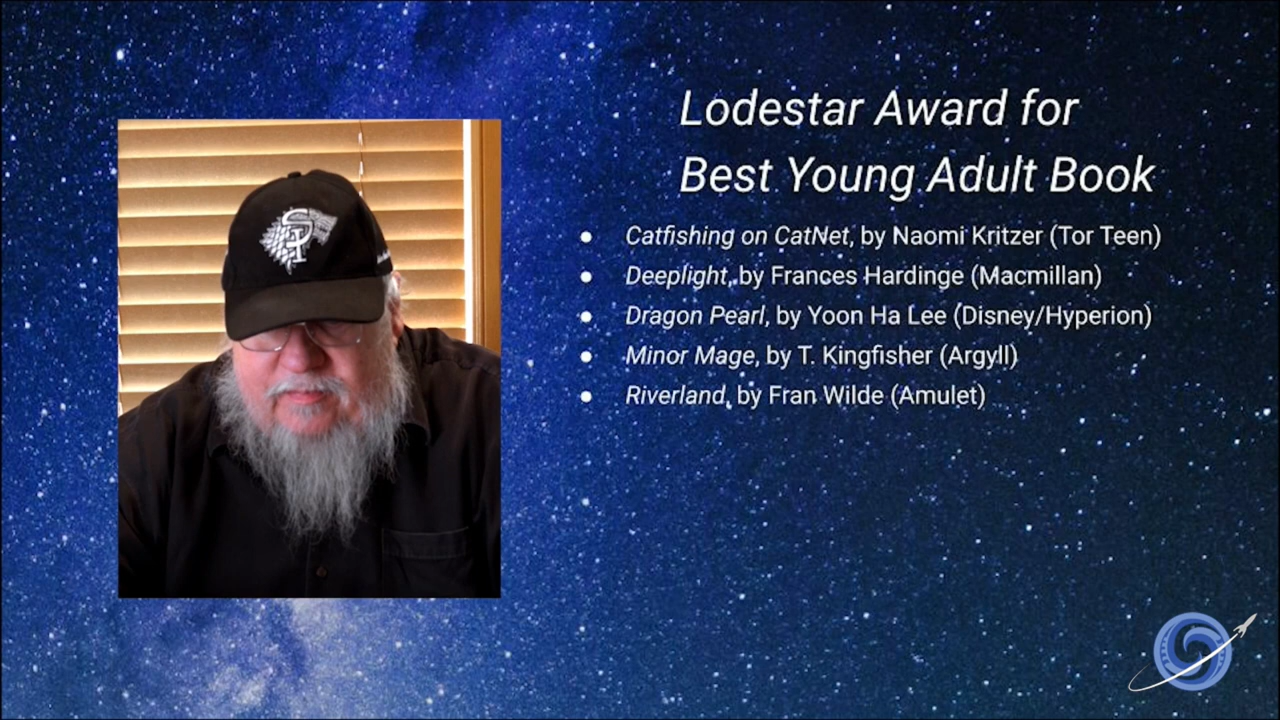 Lodestar Award for
Best Young Adult Book
• Catfishing on CatNet, by Naomi Kritzer (Tor Teen)
• Deeplight, by Frances Hardinge (Macmillan)
• Dragon Pearl, by Yoon Ha Lee (Disney/Hyperion)
• Minor Mage, by T. Kingfisher (Argyll)
• Riverland, by Fran Wilde (Amulet)